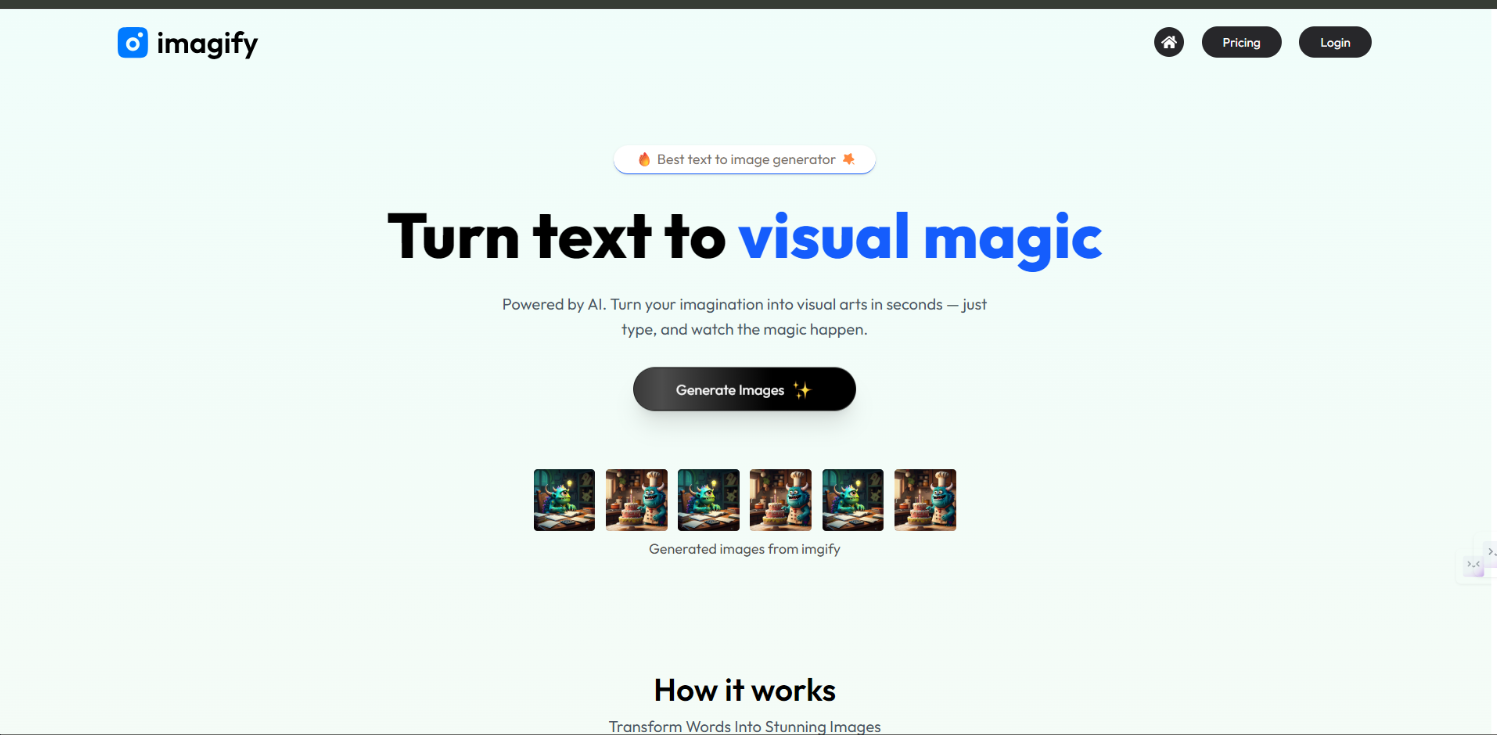 imagify
Pricing
Login
🔥 Best text to image generator
Turn text to visual magic
Powered by AI. Turn your imagination into visual arts in seconds — just
type, and watch the magic happen.
Generate Images ✨
Generated images from imgify
How it works
Transform Words Into Stunning Images